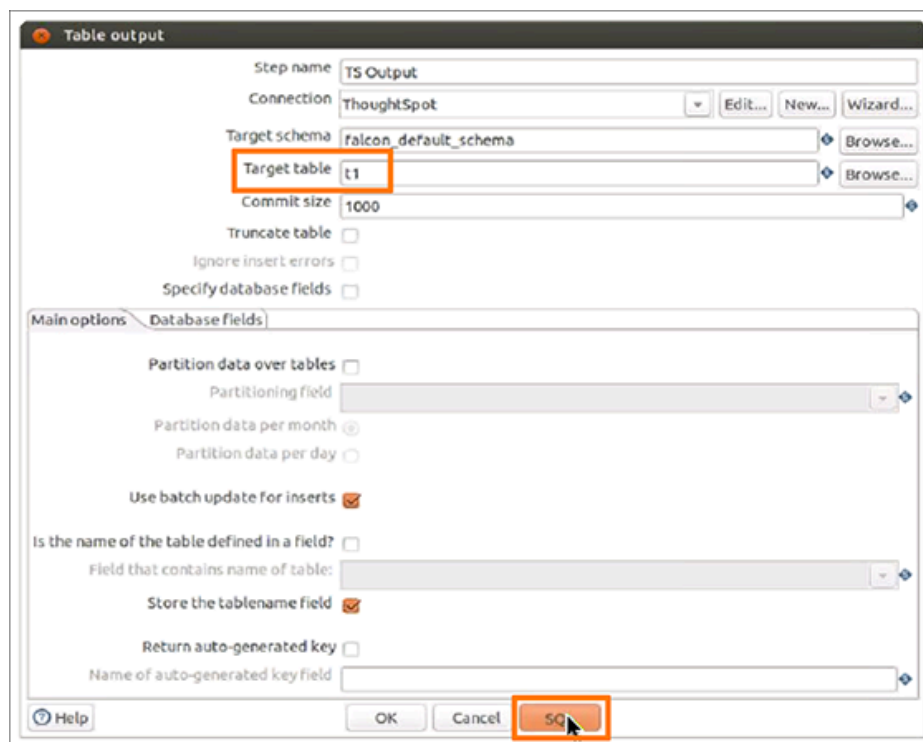 Table output
Step name TS Output
Connection ThoughtSpot Edit... New... Wizard...
Target schema falcon_default_schema Browse...
Target table t1 Browse...
Commit size 1000
Truncate table
Ignore insert errors
Specify database fields
Main options Database fields
Partition data over tables
Partitioning field
Partition data per month
Partition data per day
Use batch update for inserts
Is the name of the table defined in a field?
Field that contains name of table:
Store the tablename field
Return auto-generated key
Name of auto-generated key field
Help OK Cancel